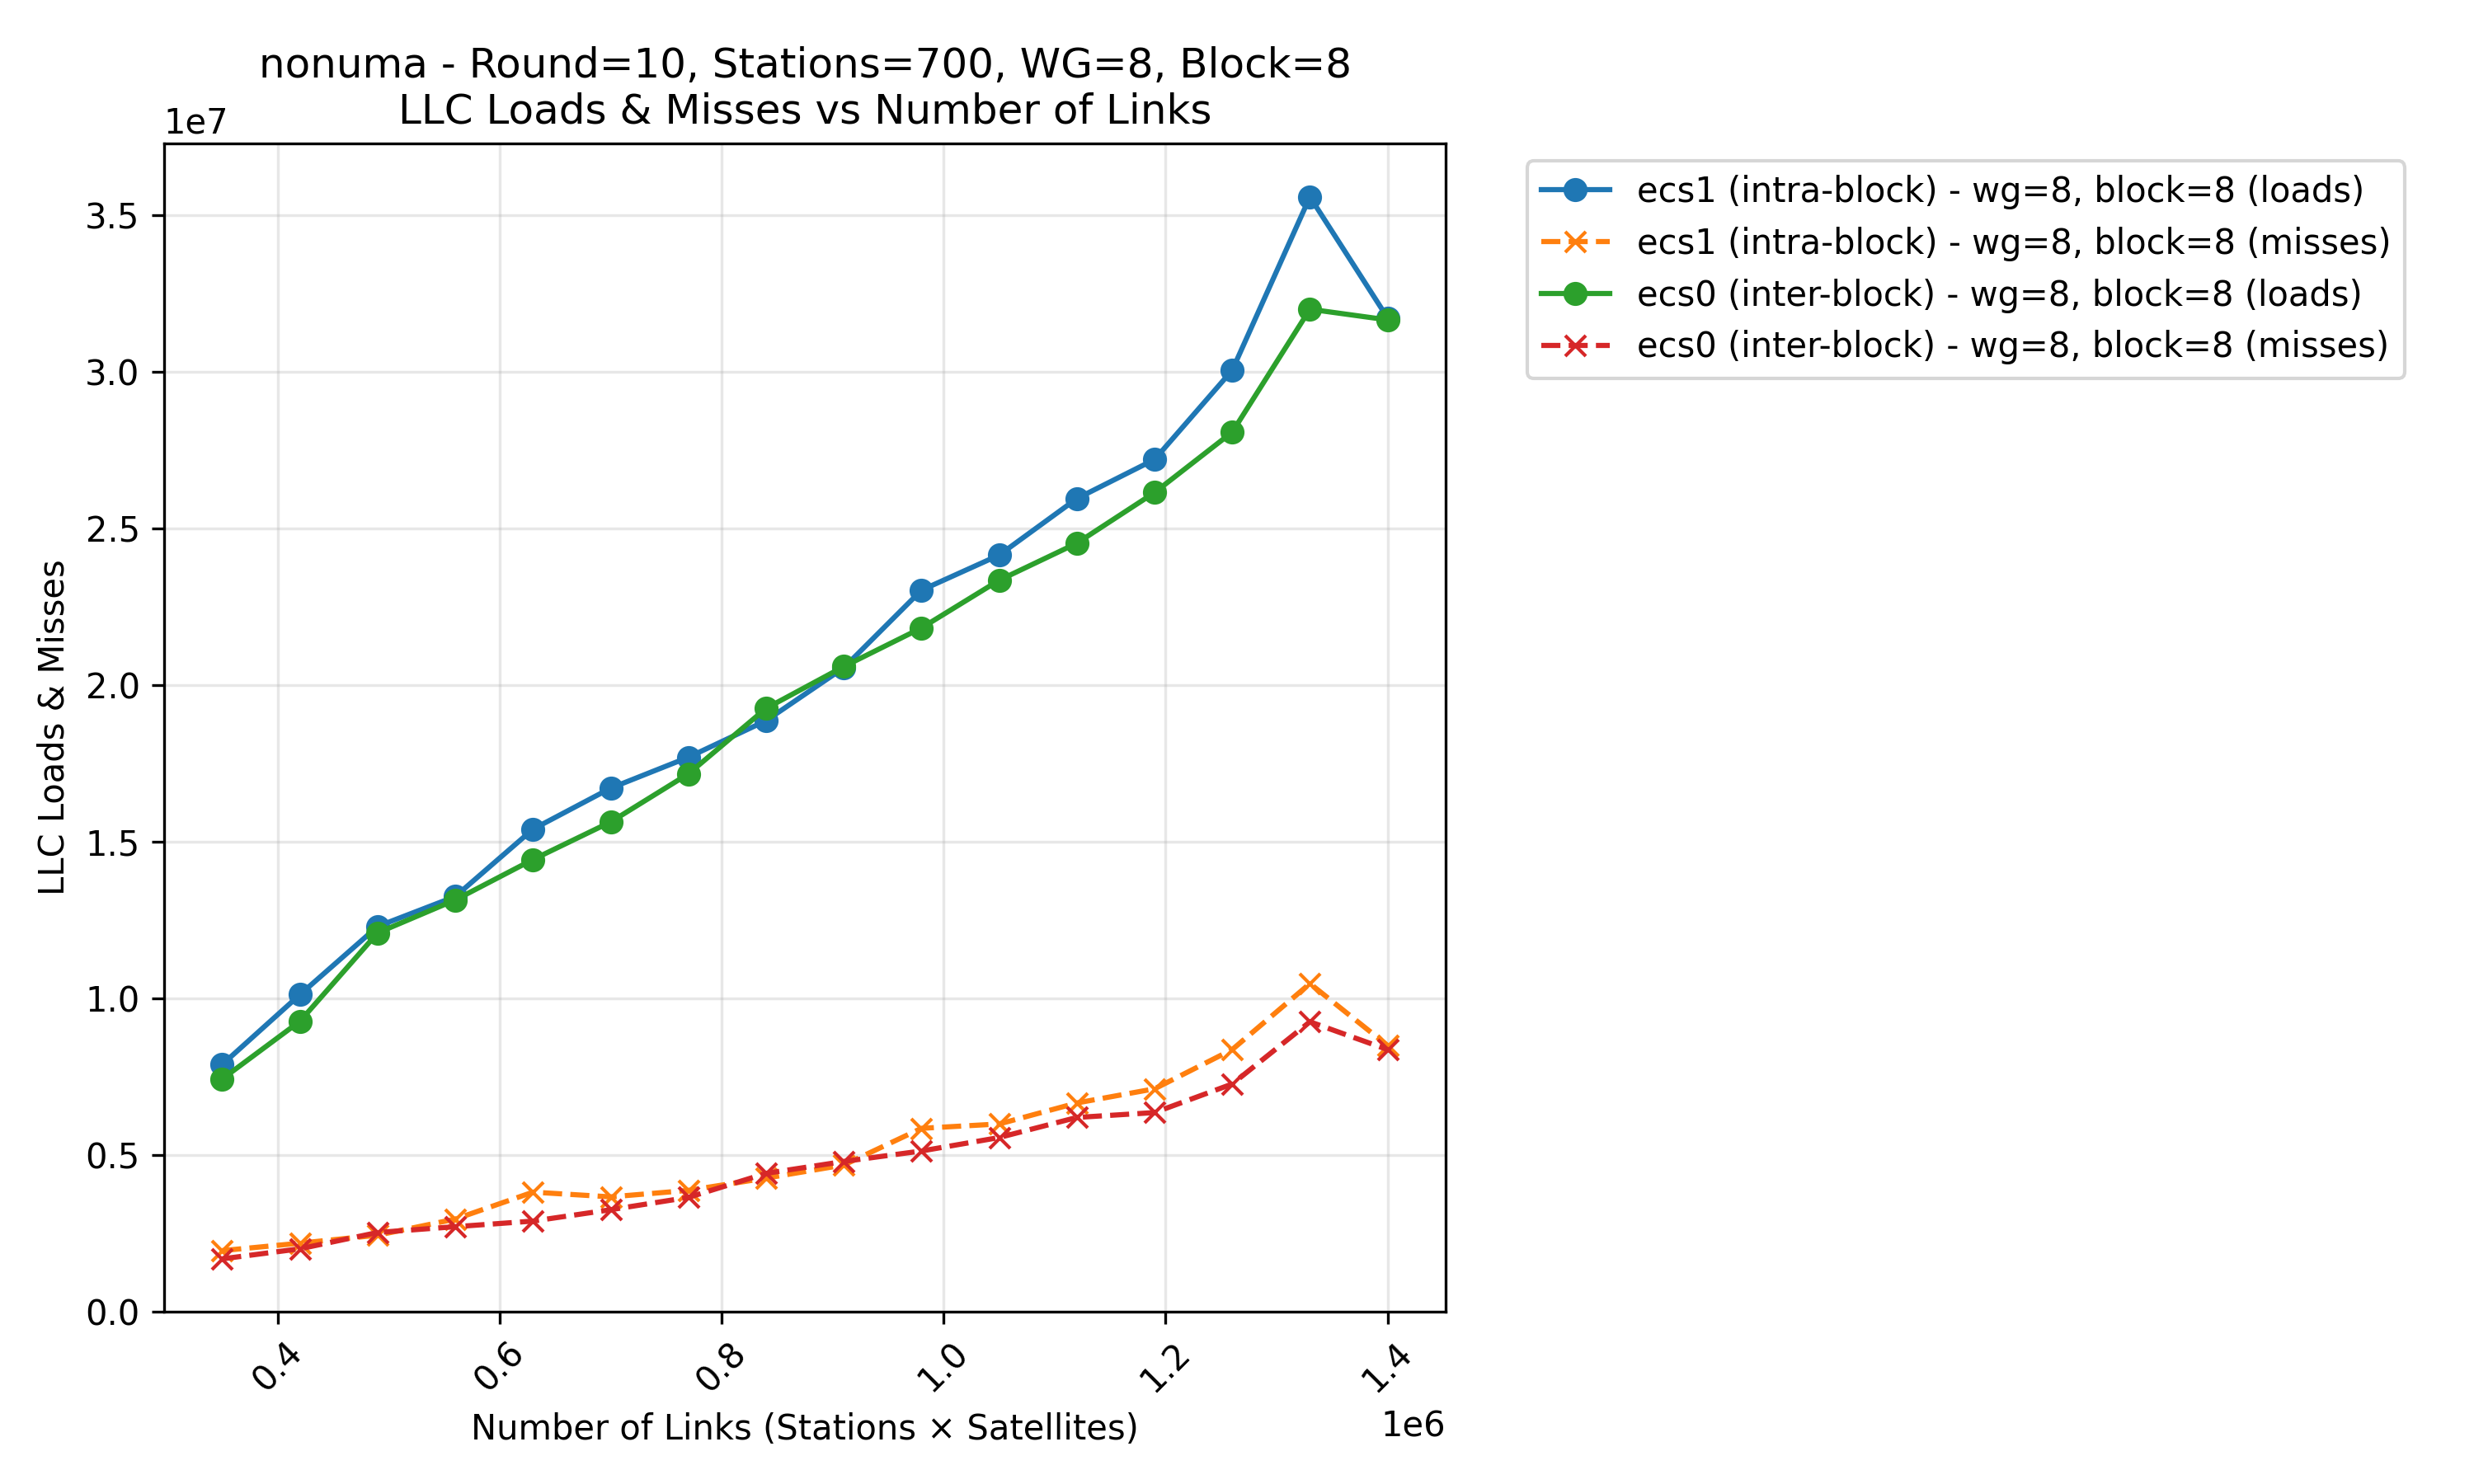 nonuma - Round=10, Stations=700, WG=8, Block=8
LLC Loads & Misses vs Number of Links
1e7
3.5
3.0
2.5
2.0
1.5
1.0
0.5
0.0
LLC Loads & Misses
0.4
0.6
0.8
1.0
1.2
1.4
1e6
Number of Links (Stations × Satellites)
ecs1 (intra-block) - wg=8, block=8 (loads)
ecs1 (intra-block) - wg=8, block=8 (misses)
ecs0 (inter-block) - wg=8, block=8 (loads)
ecs0 (inter-block) - wg=8, block=8 (misses)